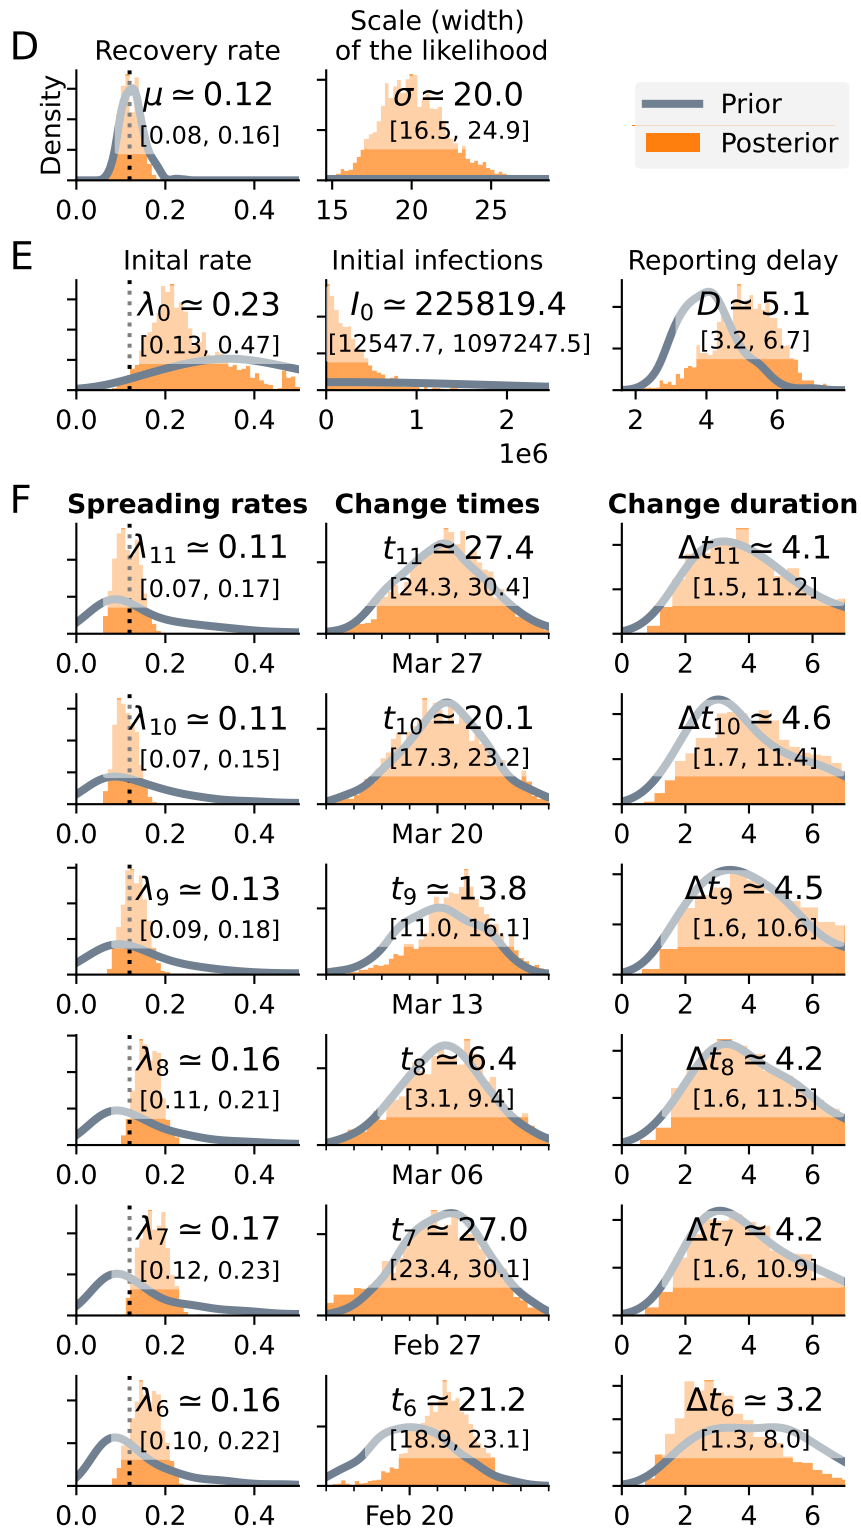 D
Recovery rate
Scale (width)
of the likelihood
Density
μ ≃ 0.12
[0.08, 0.16]
σ ≃ 20.0
[16.5, 24.9]
Prior
Posterior
0.0 0.2 0.4
15 20 25
E
Inital rate
Initial infections
Reporting delay
λ0 ≃ 0.23
[0.13, 0.47]
I0 ≃ 225819.4
[12547.7, 1097247.5]
D ≃ 5.1
[3.2, 6.7]
0.0 0.2 0.4
0 1 2
1e6
2 4 6
F
Spreading rates
Change times
Change duration
λ11 ≃ 0.11
[0.07, 0.17]
t11 ≃ 27.4
[24.3, 30.4]
Δt11 ≃ 4.1
[1.5, 11.2]
0.0 0.2 0.4
Mar 27
0 2 4 6
λ10 ≃ 0.11
[0.07, 0.15]
t10 ≃ 20.1
[17.3, 23.2]
Δt10 ≃ 4.6
[1.7, 11.4]
0.0 0.2 0.4
Mar 20
0 2 4 6
λ9 ≃ 0.13
[0.09, 0.18]
t9 ≃ 13.8
[11.0, 16.1]
Δt9 ≃ 4.5
[1.6, 10.6]
0.0 0.2 0.4
Mar 13
0 2 4 6
λ8 ≃ 0.16
[0.11, 0.21]
t8 ≃ 6.4
[3.1, 9.4]
Δt8 ≃ 4.2
[1.6, 11.5]
0.0 0.2 0.4
Mar 06
0 2 4 6
λ7 ≃ 0.17
[0.12, 0.23]
t7 ≃ 27.0
[23.4, 30.1]
Δt7 ≃ 4.2
[1.6, 10.9]
0.0 0.2 0.4
Feb 27
0 2 4 6
λ6 ≃ 0.16
[0.10, 0.22]
t6 ≃ 21.2
[18.9, 23.1]
Δt6 ≃ 3.2
[1.3, 8.0]
0.0 0.2 0.4
Feb 20
0 2 4 6